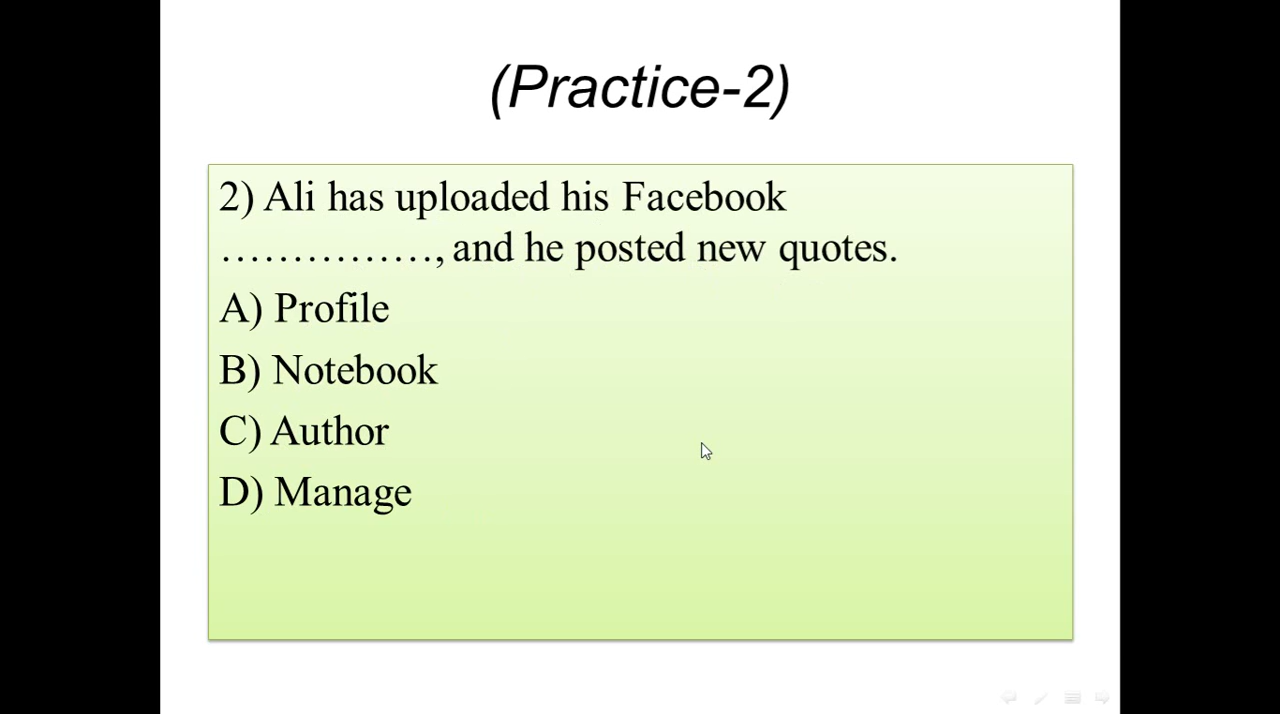 (Practice-2)
2) Ali has uploaded his Facebook
……………, and he posted new quotes.
A) Profile
B) Notebook
C) Author
D) Manage